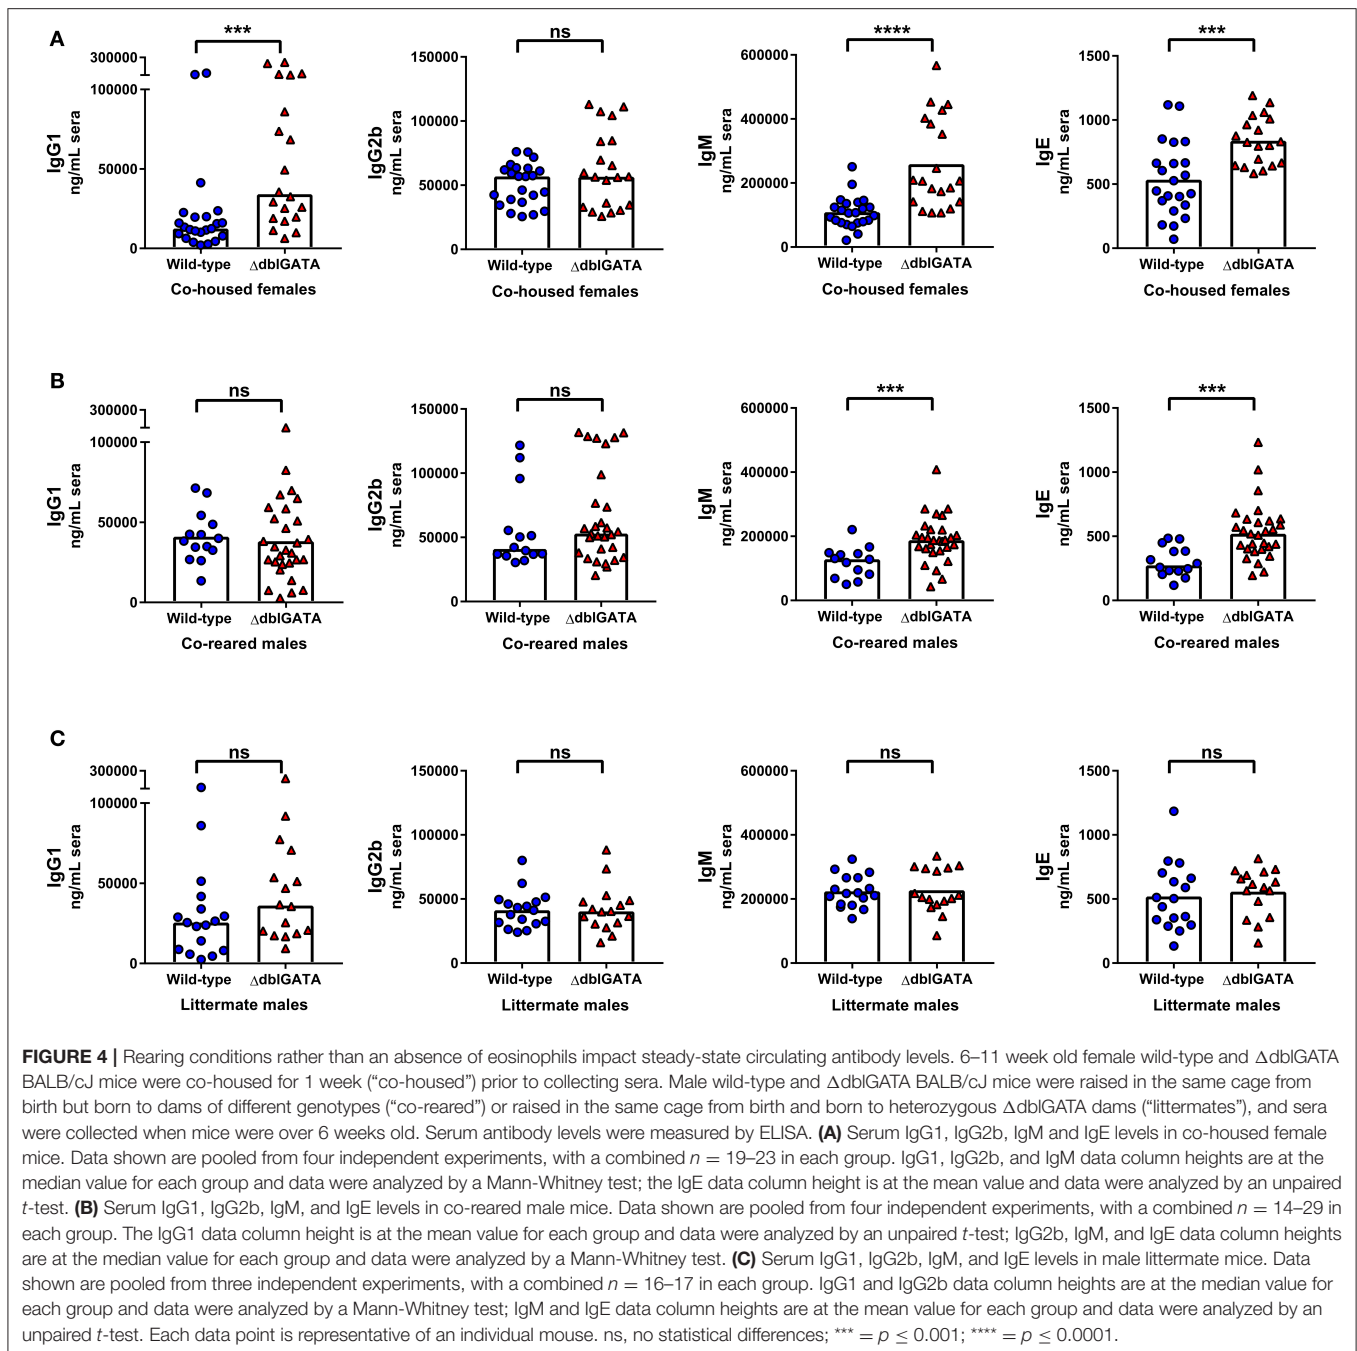 A
***
IgG1
ng/mL sera
300000
100000
50000
0
Wild-type
ΔdblGATA
Co-housed females
ns
IgG2b
ng/mL sera
150000
100000
50000
0
Wild-type
ΔdblGATA
Co-housed females
****
IgM
ng/mL sera
600000
400000
200000
0
Wild-type
ΔdblGATA
Co-housed females
***
IgE
ng/mL sera
1500
1000
500
0
Wild-type
ΔdblGATA
Co-housed females
B
ns
IgG1
ng/mL sera
300000
100000
50000
0
Wild-type
ΔdblGATA
Co-reared males
ns
IgG2b
ng/mL sera
150000
100000
50000
0
Wild-type
ΔdblGATA
Co-reared males
***
IgM
ng/mL sera
600000
400000
200000
0
Wild-type
ΔdblGATA
Co-reared males
***
IgE
ng/mL sera
1500
1000
500
0
Wild-type
ΔdblGATA
Co-reared males
C
ns
IgG1
ng/mL sera
300000
100000
50000
0
Wild-type
ΔdblGATA
Littermate males
ns
IgG2b
ng/mL sera
150000
100000
50000
0
Wild-type
ΔdblGATA
Littermate males
ns
IgM
ng/mL sera
600000
400000
200000
0
Wild-type
ΔdblGATA
Littermate males
ns
IgE
ng/mL sera
1500
1000
500
0
Wild-type
ΔdblGATA
Littermate males
FIGURE 4 | Rearing conditions rather than an absence of eosinophils impact steady-state circulating antibody levels. 6–11 week old female wild-type and ΔdblGATA
BALB/cJ mice were co-housed for 1 week (“co-housed”) prior to collecting sera. Male wild-type and ΔdblGATA BALB/cJ mice were raised in the same cage from
birth but born to dams of different genotypes (“co-reared”) or raised in the same cage from birth and born to heterozygous ΔdblGATA dams (“littermates”), and sera
were collected when mice were over 6 weeks old. Serum antibody levels were measured by ELISA. (A) Serum IgG1, IgG2b, IgM and IgE levels in co-housed female
mice. Data shown are pooled from four independent experiments, with a combined n = 19–23 in each group. IgG1, IgG2b, and IgM data column heights are at the
median value for each group and data were analyzed by a Mann-Whitney test; the IgE data column height is at the mean value and data were analyzed by an unpaired
t-test. (B) Serum IgG1, IgG2b, IgM, and IgE levels in co-reared male mice. Data shown are pooled from four independent experiments, with a combined n = 14–29 in
each group. The IgG1 data column height is at the mean value for each group and data were analyzed by an unpaired t-test; IgG2b, IgM, and IgE data column heights
are at the median value for each group and data were analyzed by a Mann-Whitney test. (C) Serum IgG1, IgG2b, IgM, and IgE levels in male littermate mice. Data
shown are pooled from three independent experiments, with a combined n = 16–17 in each group. IgG1 and IgG2b data column heights are at the median value for
each group and data were analyzed by a Mann-Whitney test; IgM and IgE data column heights are at the mean value for each group and data were analyzed by an
unpaired t-test. Each data point is representative of an individual mouse. ns, no statistical differences; *** = p ≤ 0.001; **** = p ≤ 0.0001.